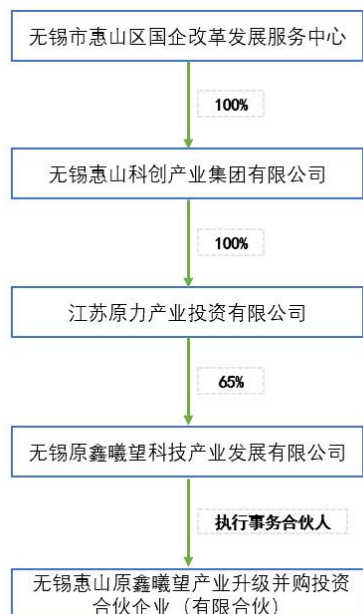 无锡市惠山区国企改革发展服务中心
100%
无锡惠山科创产业集团有限公司
100%
江苏原力产业投资有限公司
65%
无锡原鑫曦望科技产业发展有限公司
执行事务合伙人
无锡惠山原鑫曦望产业升级并购投资
合伙企业（有限合伙）